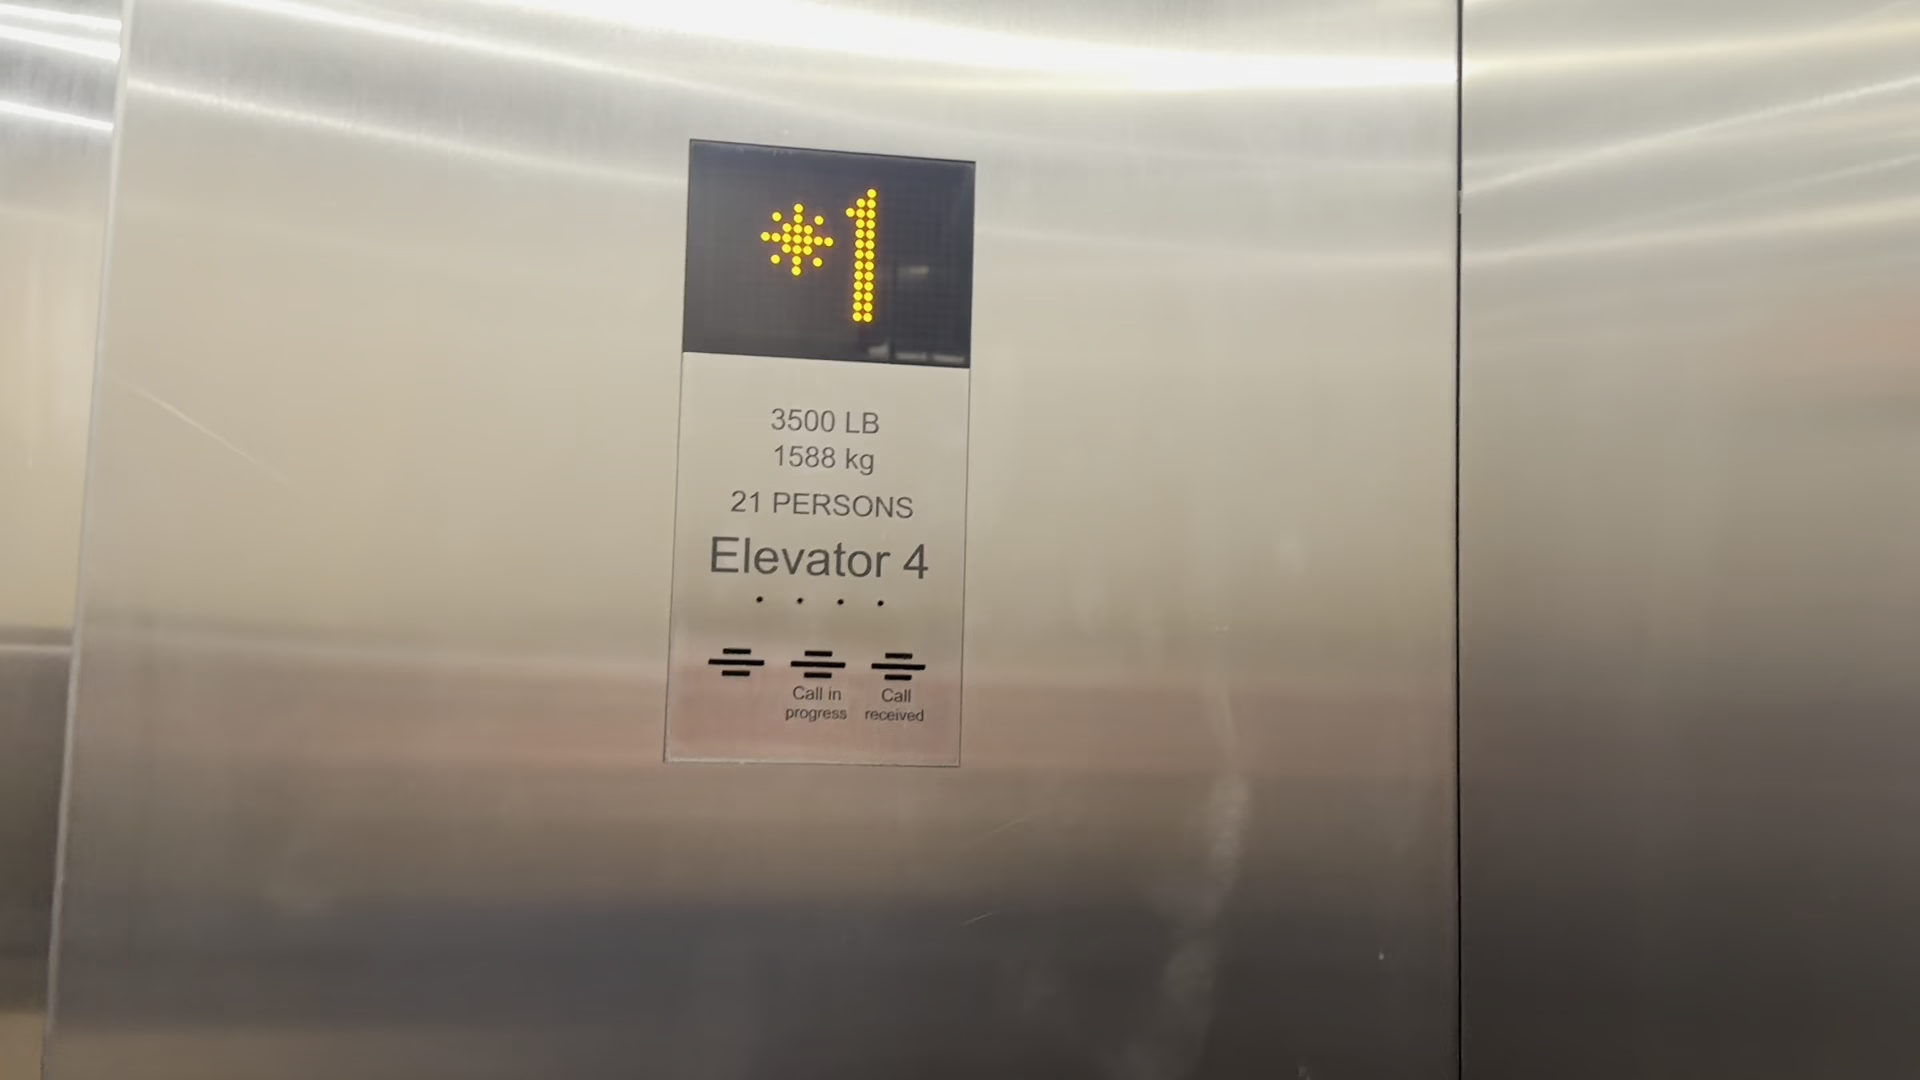 *1
3500 LB
1588 kg
21 PERSONS
Elevator 4
Call in
progress
Call
received